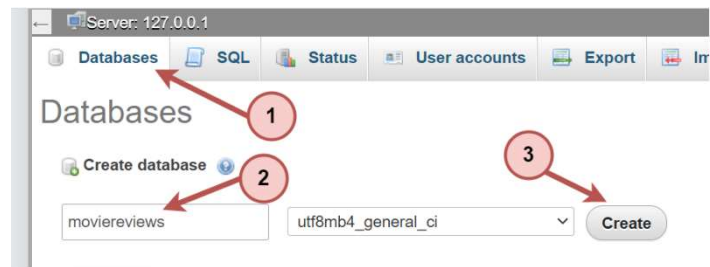 Server: 127.0.0.1
Databases SQL Status User accounts Export Im
Databases
1
Create database
3
2
moviereviews utf8mb4_general_ci Create